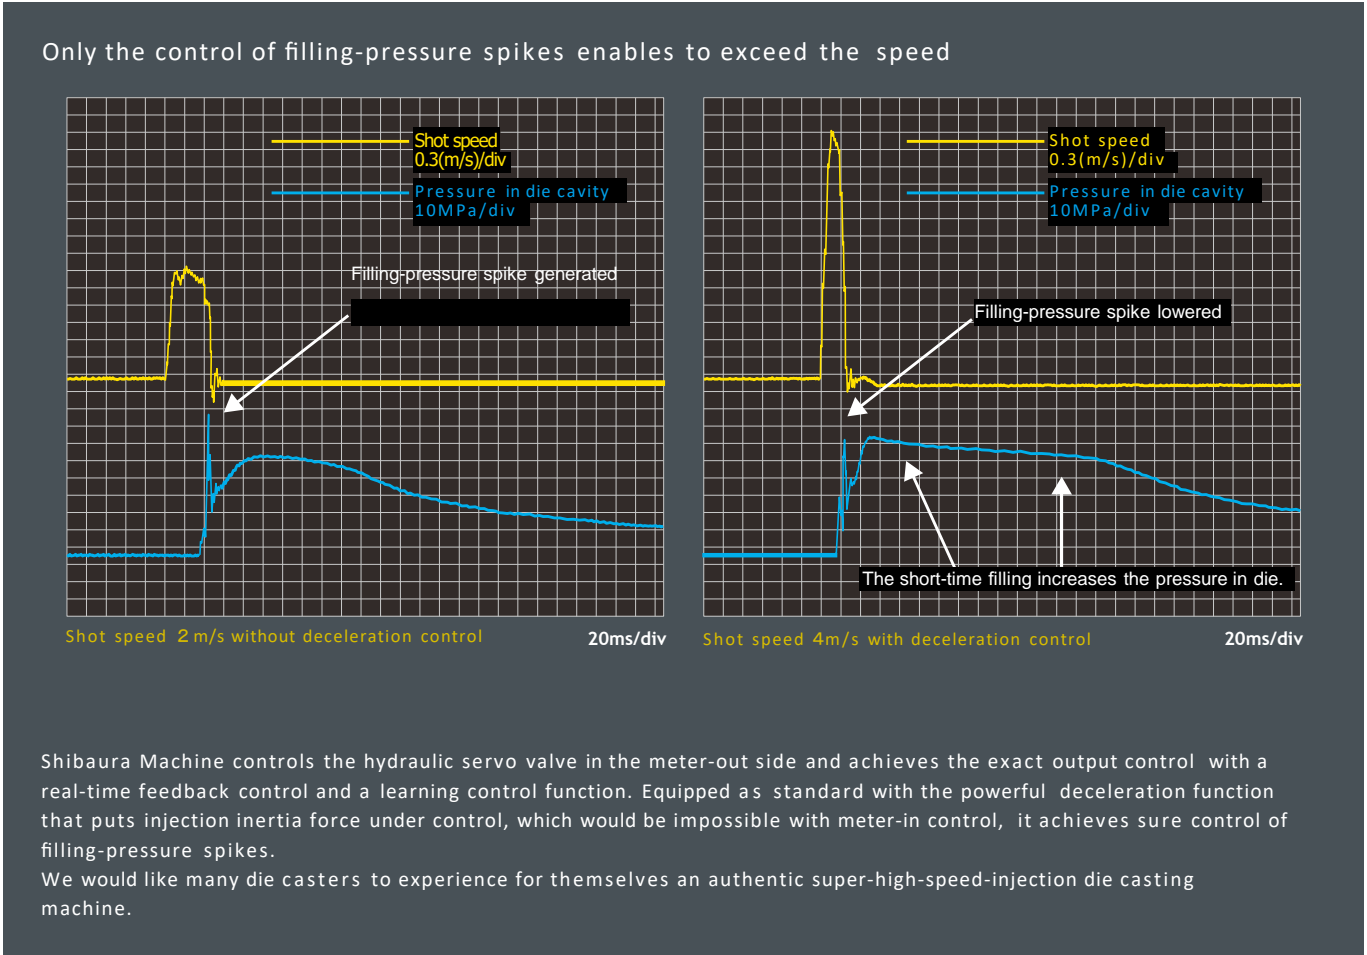 Only the control of filling-pressure spikes enables to exceed the speed
Shot speed
0.3(m/s)/div
Pressure in die cavity
10MPa/div
Filling-pressure spike generated
Shot speed 2 m/s without deceleration control
20ms/div
Shot speed
0.3(m/s)/div
Pressure in die cavity
10MPa/div
Filling-pressure spike lowered
The short-time filling increases the pressure in die.
Shot speed 4m/s with deceleration control
20ms/div
Shibaura Machine controls the hydraulic servo valve in the meter-out side and achieves the exact output control with a
real-time feedback control and a learning control function. Equipped as standard with the powerful deceleration function
that puts injection inertia force under control, which would be impossible with meter-in control, it achieves sure control of
filling-pressure spikes.
We would like many die casters to experience for themselves an authentic super-high-speed-injection die casting
machine.